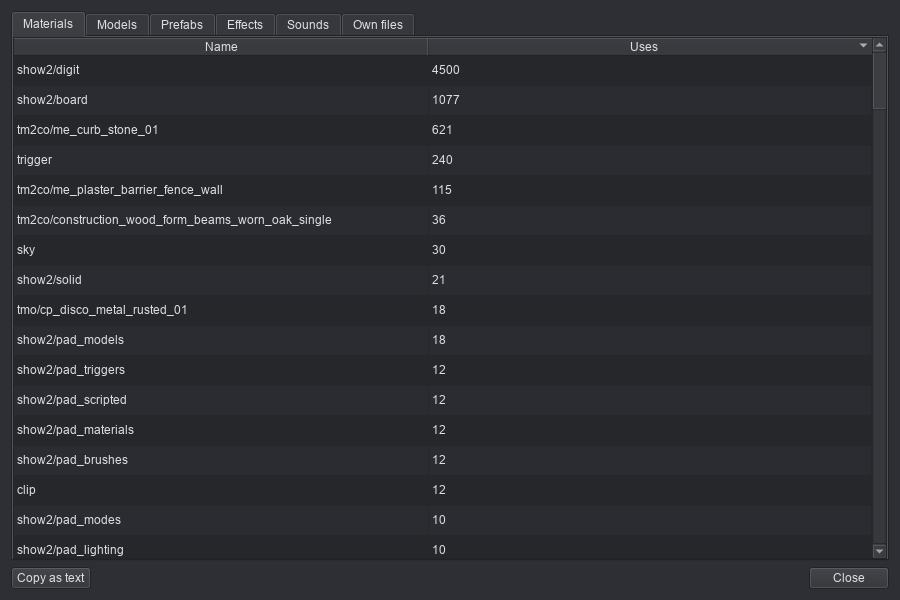 Materials Models Prefabs Effects Sounds Own files
Name Uses
show2/digit 4500
show2/board 1077
tm2co/me_curb_stone_01 621
trigger 240
tm2co/me_plaster_barrier_fence_wall 115
tm2co/construction_wood_form_beams_worn_oak_single 36
sky 30
show2/solid 21
tmo/cp_disco_metal_rusted_01 18
show2/pad_models 18
show2/pad_triggers 12
show2/pad_scripted 12
show2/pad_materials 12
show2/pad_brushes 12
clip 12
show2/pad_modes 10
show2/pad_lighting 10
Copy as text Close